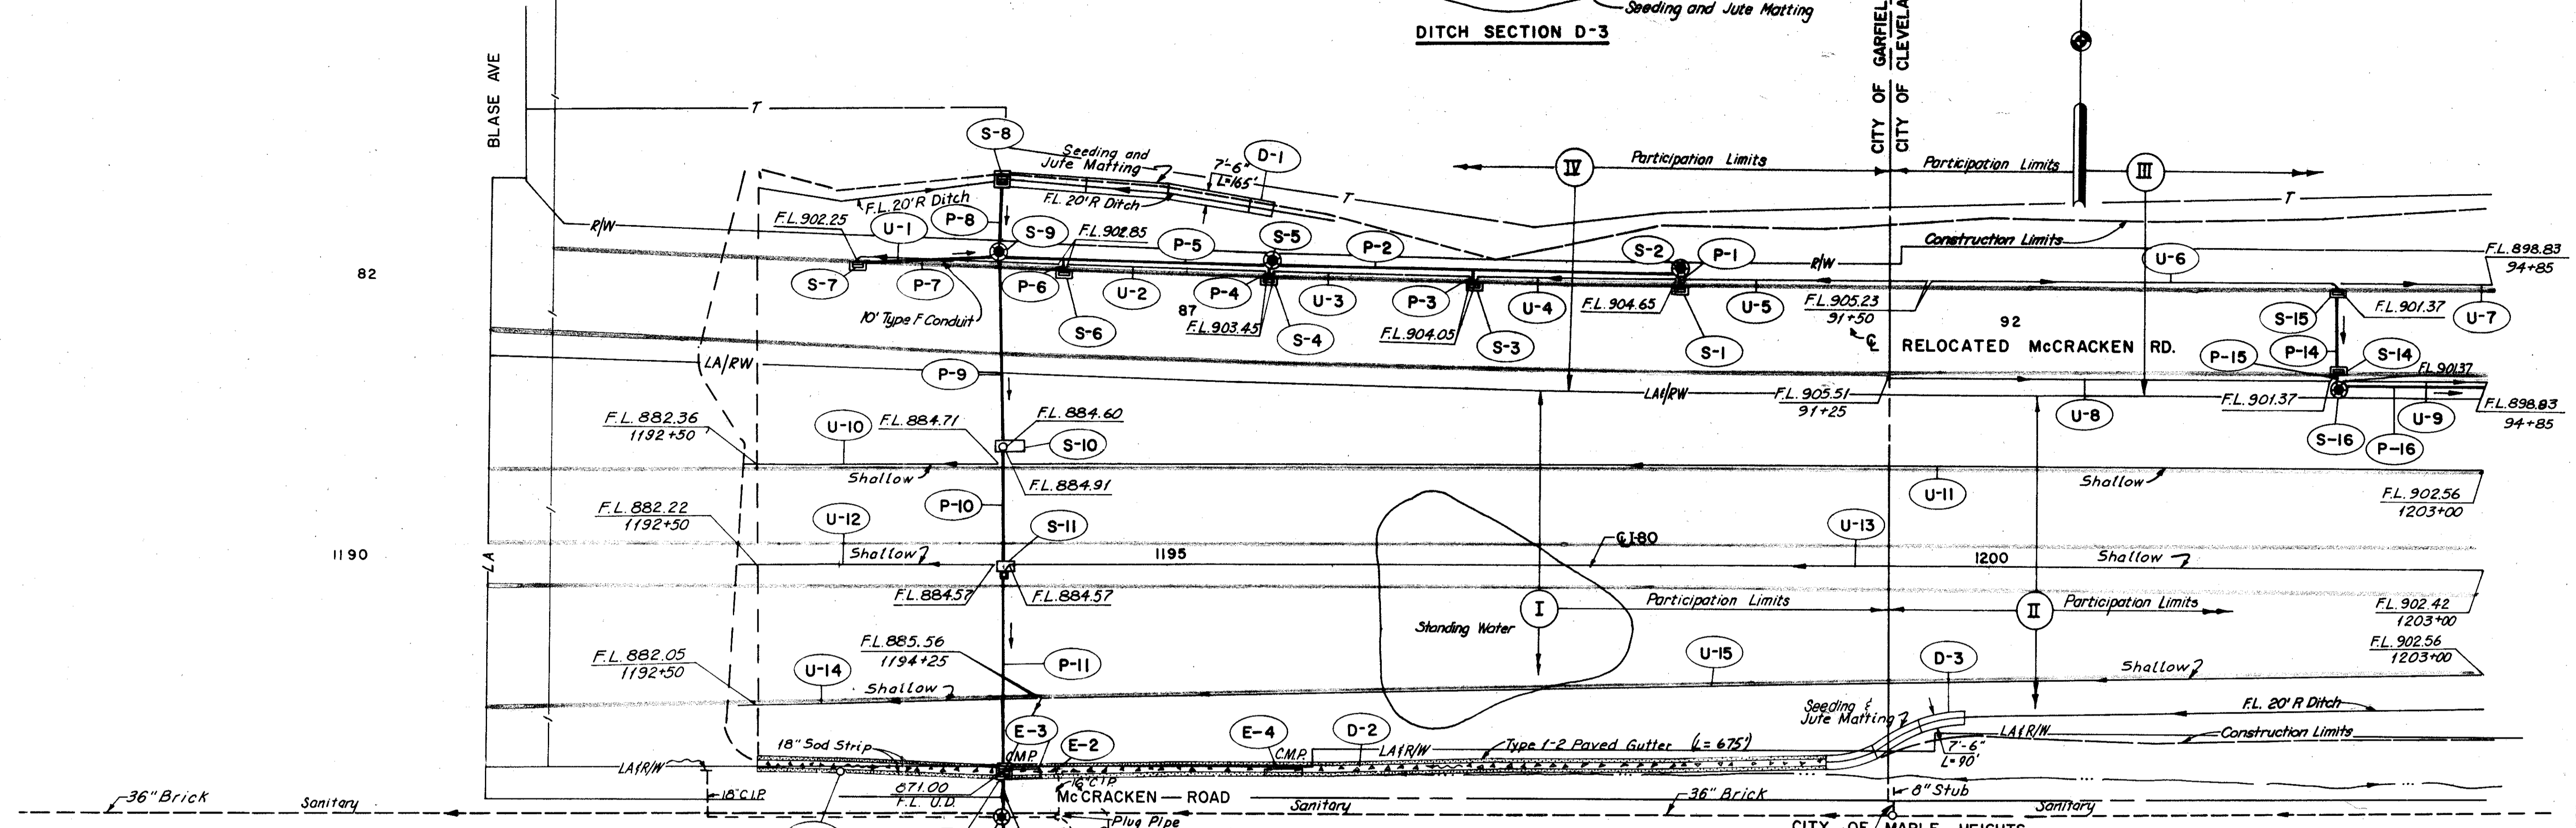 Seeding and Jute Matting
DITCH SECTION D-3
CITY OF
CITY OF
BLASE AVE
T
S-8
Seeding and
Jute Matting
7'-6"
L=165'
D-1
IV
Participation Limits
Participation Limits
III
T
T
F.L. 20' R Ditch
F.L. 20' R Ditch
F.L. 902.25
P-8
U-1
S-9
F.L. 902.85
P-5
S-5
P-2
S-2
P-1
R/W
R/W
Construction Limits
U-6
F.L. 898.83
94+85
82
S-7
P-7
P-6
U-2
P-4
U-3
P-3
U-4
F.L. 904.65
U-5
F.L. 905.23
91+50
S-15
F.L. 901.37
U-7
10' Type F Conduit
S-6
87
F.L. 903.45
S-4
F.L. 904.05
S-3
S-1
92
℄ RELOCATED McCRACKEN RD.
P-15
P-14
S-14
F.L. 901.37
LA/RW
P-9
LA&/RW
F.L. 905.51
91+25
U-8
F.L. 901.37
U-9
F.L. 898.83
94+85
F.L. 882.36
1192+50
U-10
F.L. 884.71
F.L. 884.60
S-10
S-16
P-16
Shallow
F.L. 884.91
U-11
Shallow
F.L. 902.56
1203+00
F.L. 882.22
1192+50
U-12
P-10
S-11
U-13
1190
LA
Shallow
1195
℄ I-80
1200
Shallow
F.L. 884.57
F.L. 884.57
I
Participation Limits
II
Participation Limits
F.L. 902.42
1203+00
Standing Water
F.L. 882.05
1192+50
F.L. 885.56
1194+25
U-14
P-11
U-15
D-3
F.L. 902.56
1203+00
Shallow
Shallow
Seeding &
Jute Matting
F.L. 20' R Ditch
18" Sod Strip
E-3
C.M.P.
E-2
E-4
C.M.P.
D-2
LA&R/W
Type 1-2 Paved Gutter (L=675')
LA&R/W
Construction Limits
7'-6"
L=90'
LA&R/W
18" C.I.P.
871.00
F.L. U.D.
McCRACKEN ROAD
36" Brick
Sanitary
Sanitary
36" Brick
8" Stub
Sanitary
Plug Pipe
CITY OF MAPLE HEIGHTS